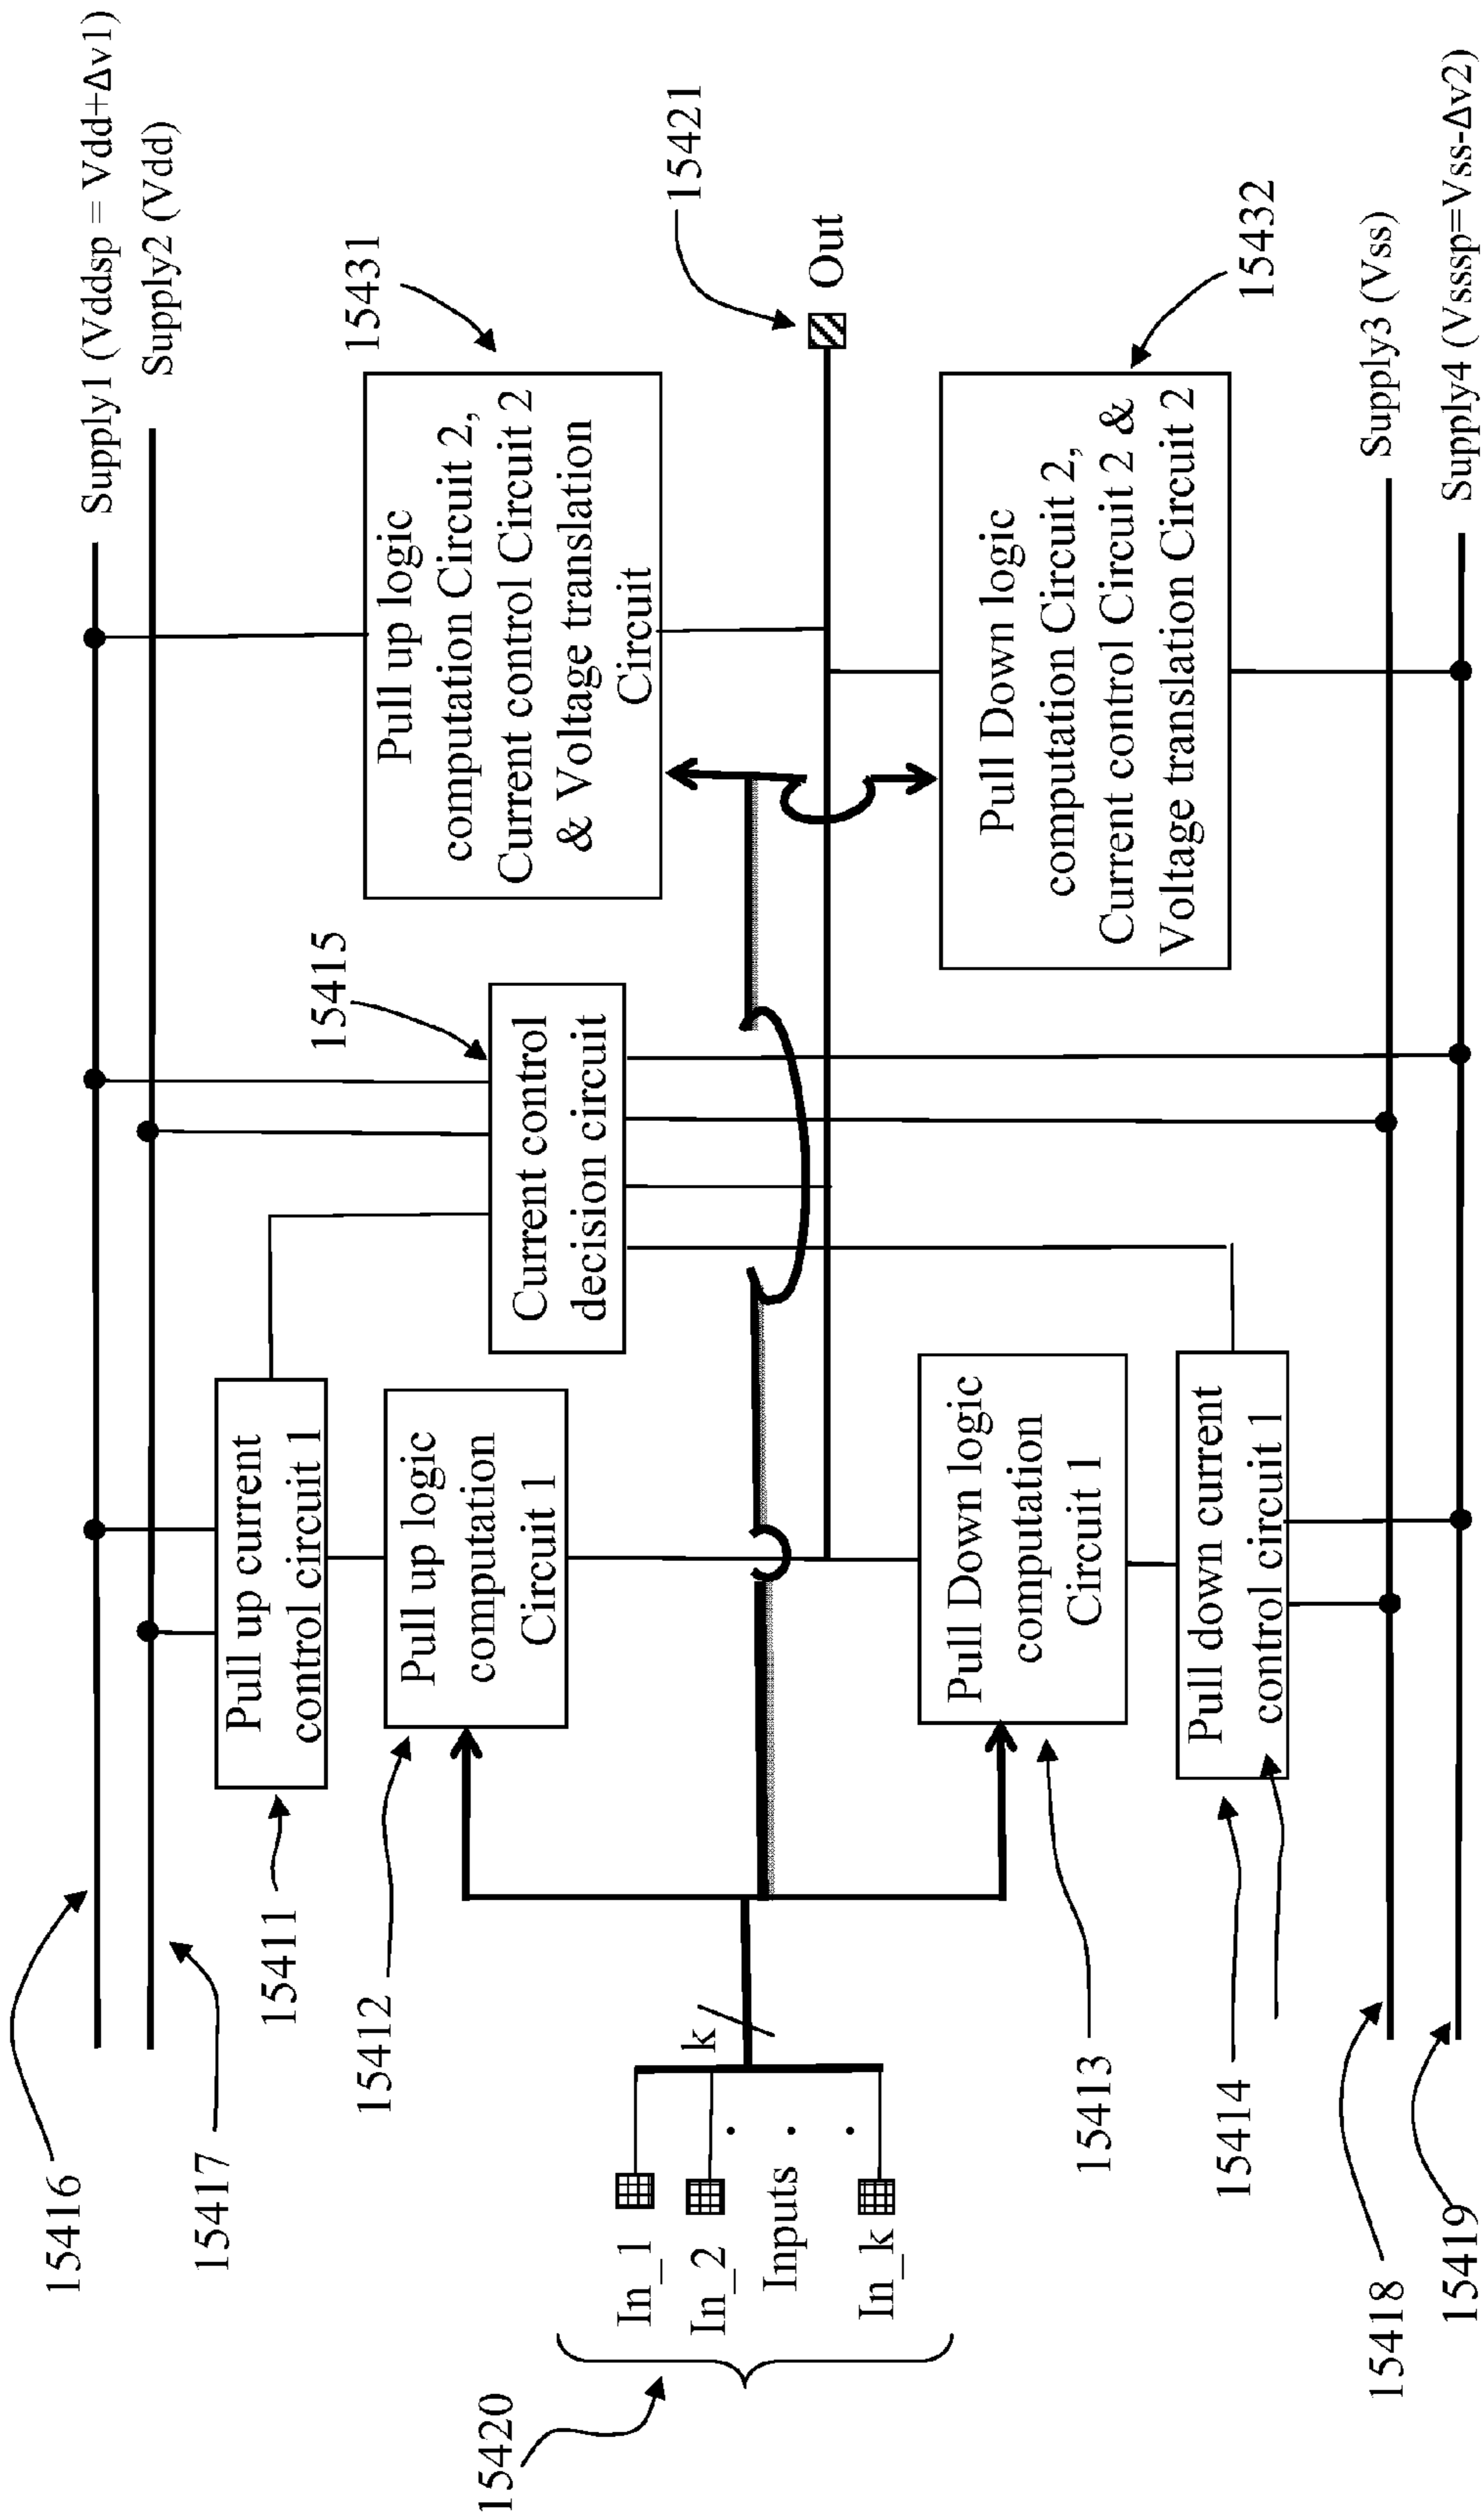 Supply1 (Vddsp = Vdd+Δv1)
Supply2 (Vdd)
15416
15417
15411
Pull up current
control circuit 1
15412
Pull up logic
computation
Circuit 1
15415
Current control
decision circuit
15431
Pull up logic
computation Circuit 2,
Current control Circuit 2
& Voltage translation
Circuit
15421
Out
15420
In_1
In_2
Inputs
In_k
k
15413
Pull Down logic
computation
Circuit 1
15414
Pull down current
control circuit 1
15432
Pull Down logic
computation Circuit 2,
Current control Circuit 2 &
Voltage translation Circuit 2
15418
Supply3 (Vss)
15419
Supply4 (Vsssp=Vss-Δv2)